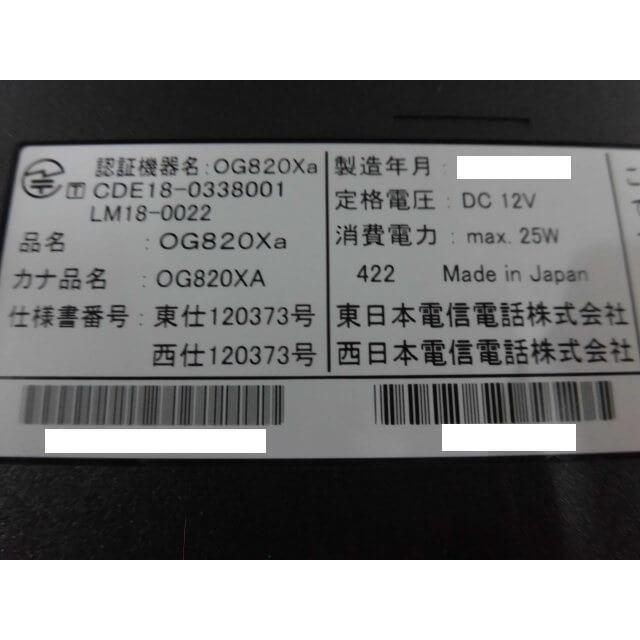 認証機器名:OG820Xa
T CDE18-0338001
LM18-0022
品名 : OG820Xa
カナ品名 : OG820XA
仕様書番号 : 東仕120373号
西仕120373号
製造年月 :
定格電圧 : DC 12V
消費電力 : max. 25W
422 Made in Japan
東日本電信電話株式会社
西日本電信電話株式会社